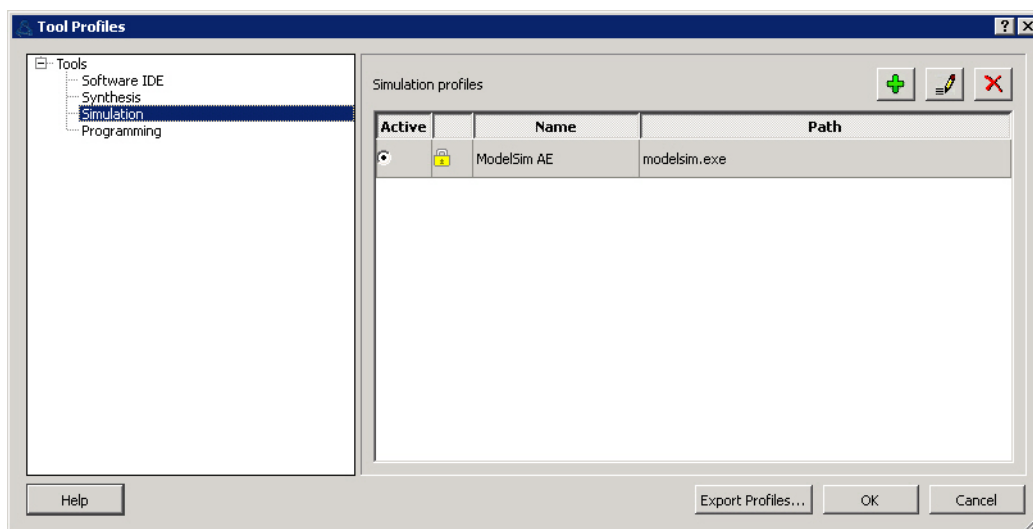 Tool Profiles
Tools
Software IDE
Synthesis
Simulation
Programming
Simulation profiles
Active Name Path
ModelSim AE modelsim.exe
Help Export Profiles... OK Cancel